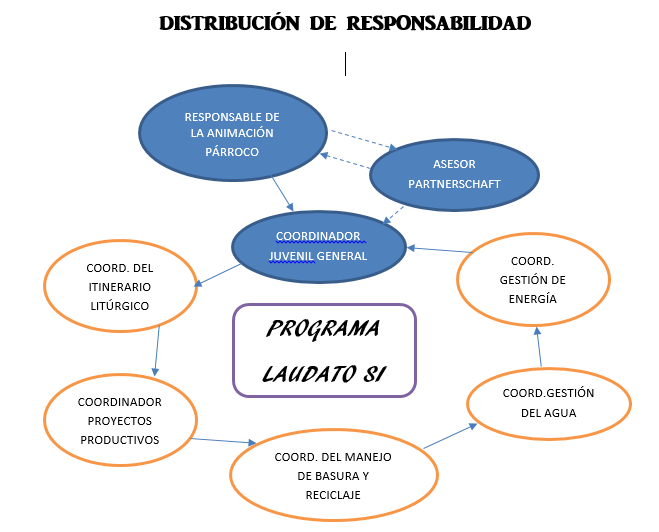 DISTRIBUCIÓN DE RESPONSABILIDAD
RESPONSABLE DE
LA ANIMACIÓN
PÁRROCO
ASESOR
PARTNERSCHAFT
COORDINADOR
JUVENIL GENERAL
COORD. DEL
ITINERARIO
LITÚRGICO
COORD.
GESTIÓN DE
ENERGÍA
PROGRAMA
LAUDATO SI
COORDINADOR
PROYECTOS
PRODUCTIVOS
COORD.GESTIÓN
DEL AGUA
COORD. DEL MANEJO
DE BASURA Y
RECICLAJE